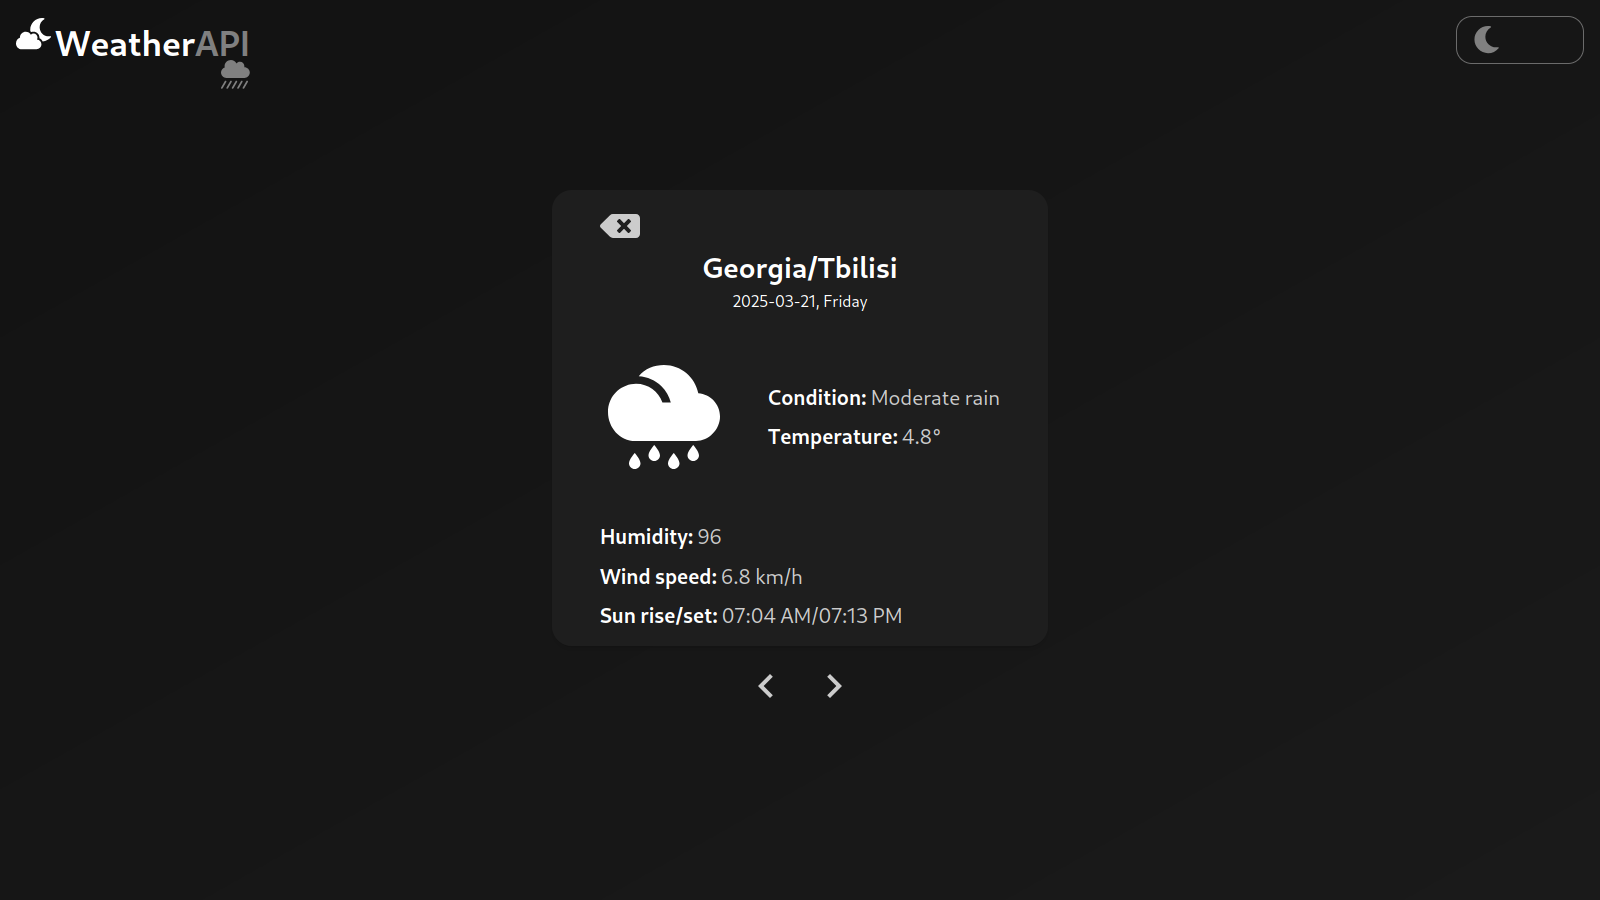 WeatherAPI
Georgia/Tbilisi
2025-03-21, Friday
Condition: Moderate rain
Temperature: 4.8°
Humidity: 96
Wind speed: 6.8 km/h
Sun rise/set: 07:04 AM/07:13 PM